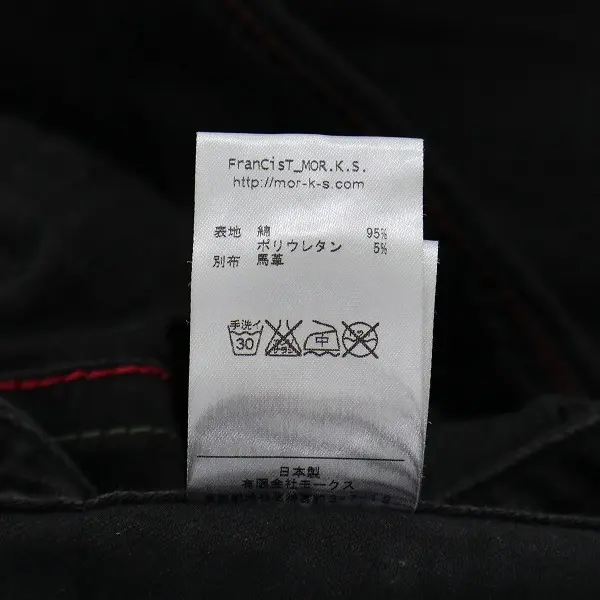 FranCisT_MOR.K.S.
http://mor-k-s.com
表地 綿 95%
ポリウレタン 5%
別布 馬革
手洗イ
30
中
日本製
有限会社モークス